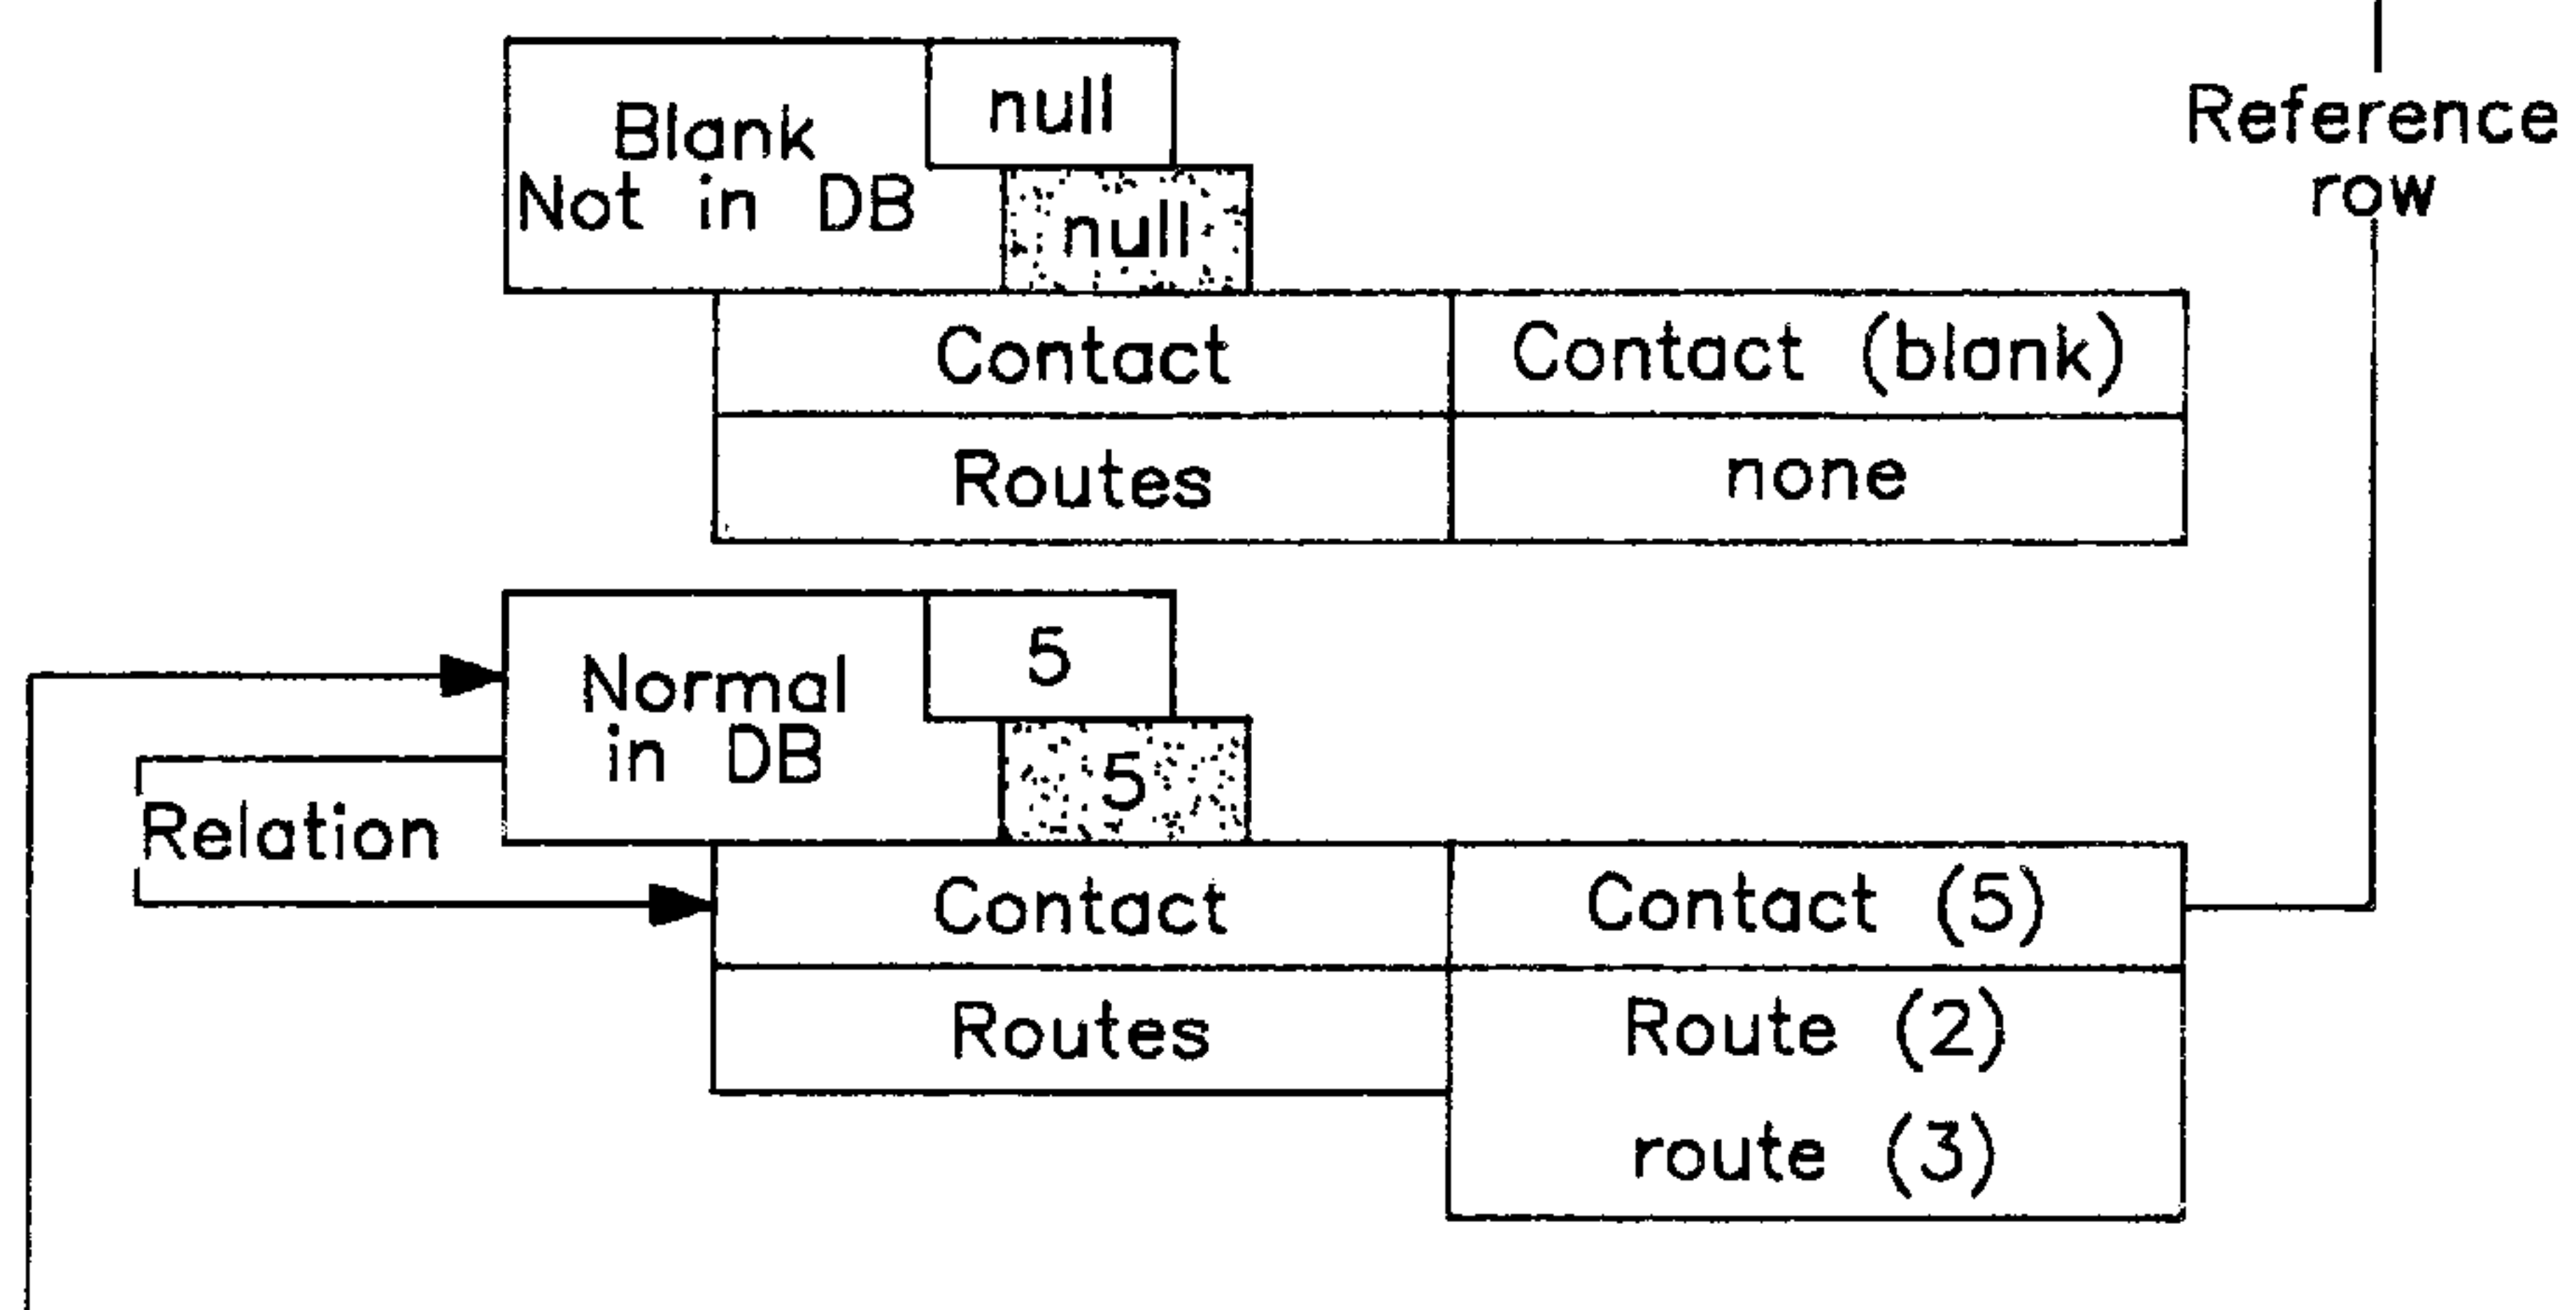 null
Blank
Not in DB
null
Reference
row
Contact
Contact (blank)
Routes
none
5
Normal
in DB
5
Relation
Contact
Contact (5)
Routes
Route (2)
route (3)